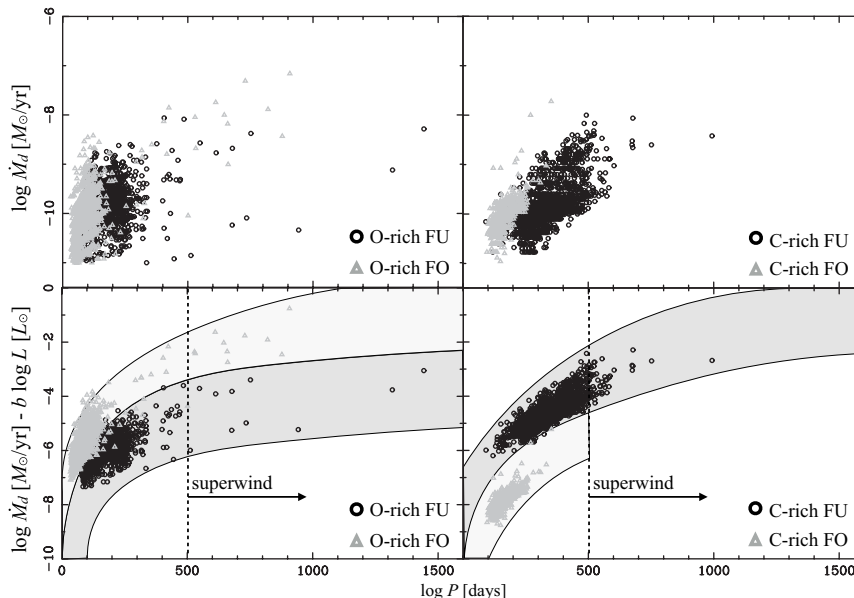 -6
-8
-10
log Ṁd [M⊙/yr]
O-rich FU
O-rich FO
C-rich FU
C-rich FO
0
-2
-4
-6
-8
-10
log Ṁd [M⊙/yr] - b log L [L⊙]
superwind
O-rich FU
O-rich FO
superwind
C-rich FU
C-rich FO
0 500 1000 1500 500 1000 1500
log P [days]